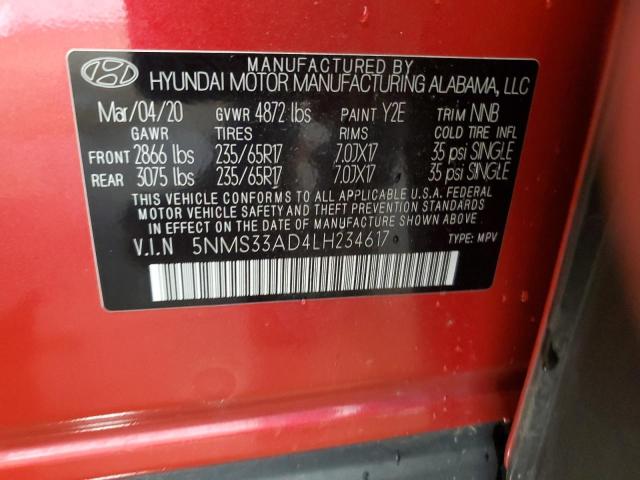 MANUFACTURED BY
HYUNDAI MOTOR MANUFACTURING ALABAMA, LLC
Mar/04/20 GVWR 4872 lbs PAINT Y2E TRIM NNB
GAWR TIRES RIMS COLD TIRE INFL
FRONT 2866 lbs 235/65R17 7.0JX17 35 psi SINGLE
REAR 3075 lbs 235/65R17 7.0JX17 35 psi SINGLE
THIS VEHICLE CONFORMS TO ALL APPLICABLE U.S.A. FEDERAL
MOTOR VEHICLE SAFETY AND THEFT PREVENTION
STANDARDS IN EFFECT ON THE
DATE OF MANUFACTURE SHOWN ABOVE.
V.I.N 5NMS33AD4LH234617 TYPE: MPV